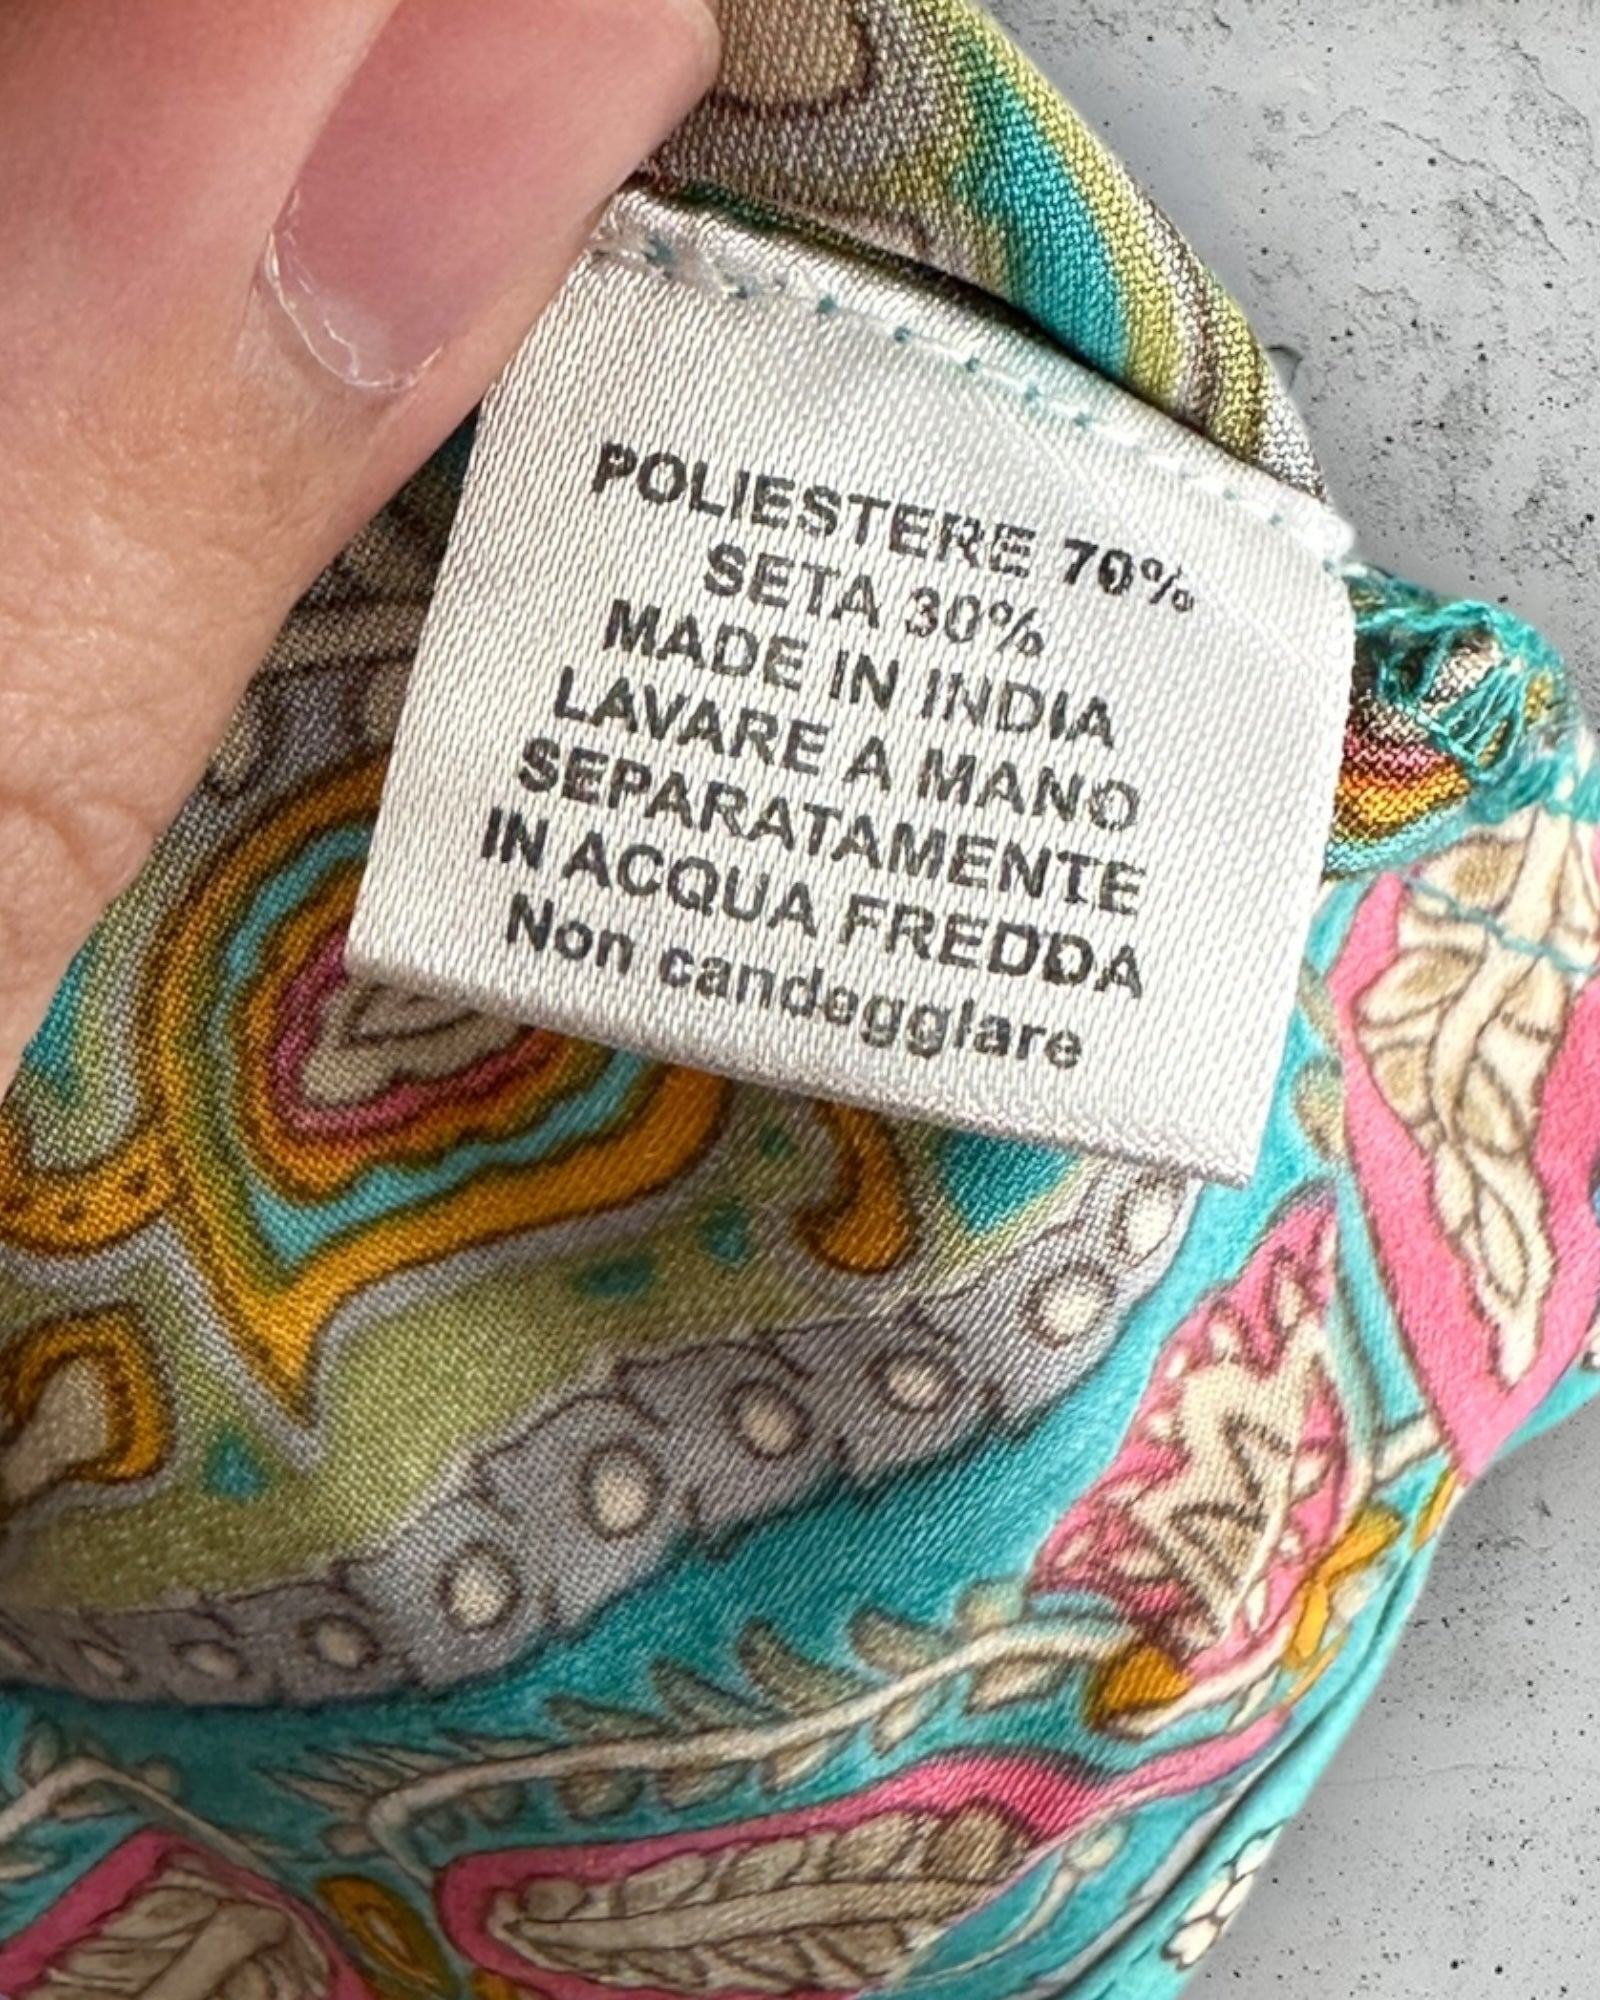 POLIESTERE 70%
SETA 30%
MADE IN INDIA
LAVARE A MANO
SEPARATAMENTE
IN ACQUA FREDDA
Non candeggiare